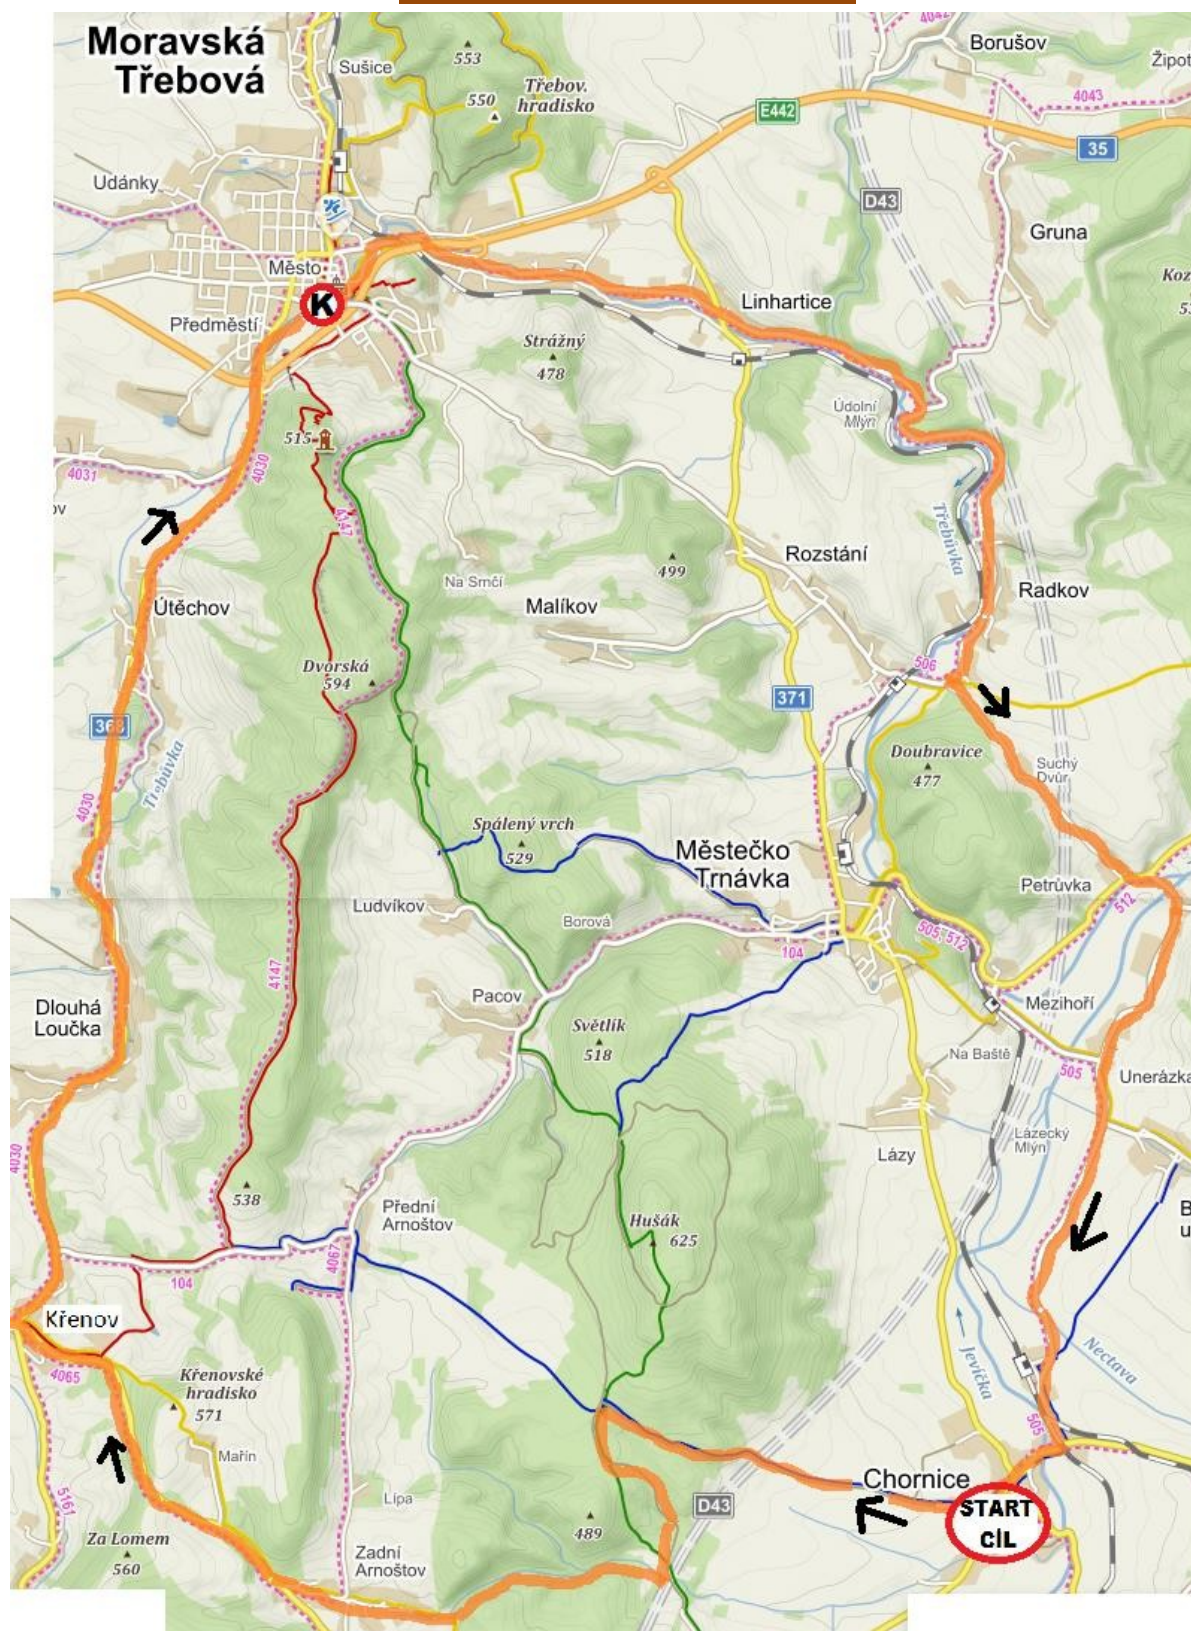 Moravská
Třebová
Sušice
553
550
Třebov.
hradisko
E442
4042
Borušov
4043
35
Udánky
D43
Gruna
Město
K
Předměstí
Linhartice
Strážný
478
Údolní
Mlýn
515
4031
4030
4147
Třebůvka
499
Rozstání
Na Smčí
Malíkov
Radkov
Útěchov
Dvorská
594
506
371
368
Doubravice
477
Suchý
Dvůr
Třebůvka
4030
Spálený vrch
529
Městečko
Trnávka
Petrůvka
512
Ludvíkov
Borová
104
505, 512
4147
Pacov
Mezihoří
Dlouhá
Loučka
Světlík
518
Na Baště
505
Unerázka
Lázy
Lázecký
Mlýn
4030
538
Přední
Arnoštov
Hušák
625
4067
104
Křenov
4065
Křenovské
hradisko
571
Jevíčka
Nectava
505
Mařín
Chornice
5161
Lípa
489
D43
START
CÍL
Za Lomem
560
Zadní
Arnoštov